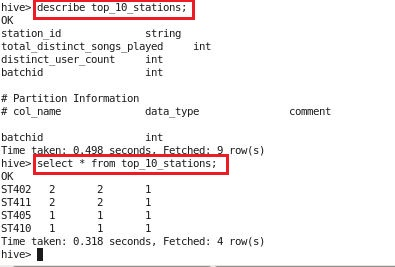 hive> describe top_10_stations;
OK
station_id string
total_distinct_songs_played int
distinct_user_count int
batchid int
# Partition Information
# col_name data_type comment
batchid int
Time taken: 0.498 seconds, Fetched: 9 row(s)
hive> select * from top_10_stations;
OK
ST402 2 2 1
ST411 2 2 1
ST405 1 1 1
ST410 1 1 1
Time taken: 0.318 seconds, Fetched: 4 row(s)
hive>